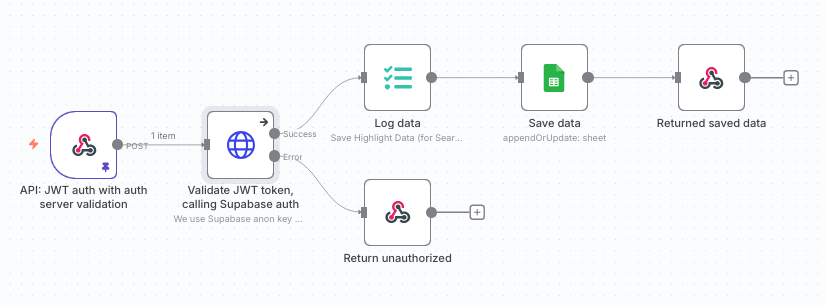 POST
1 item
API: JWT auth with auth
server validation
Success
Error
Validate JWT token,
calling Supabase auth
We use Supabase anon key ...
Log data
Save Highlight Data (for Sear...
Save data
appendOrUpdate: sheet
Returned saved data
Return unauthorized